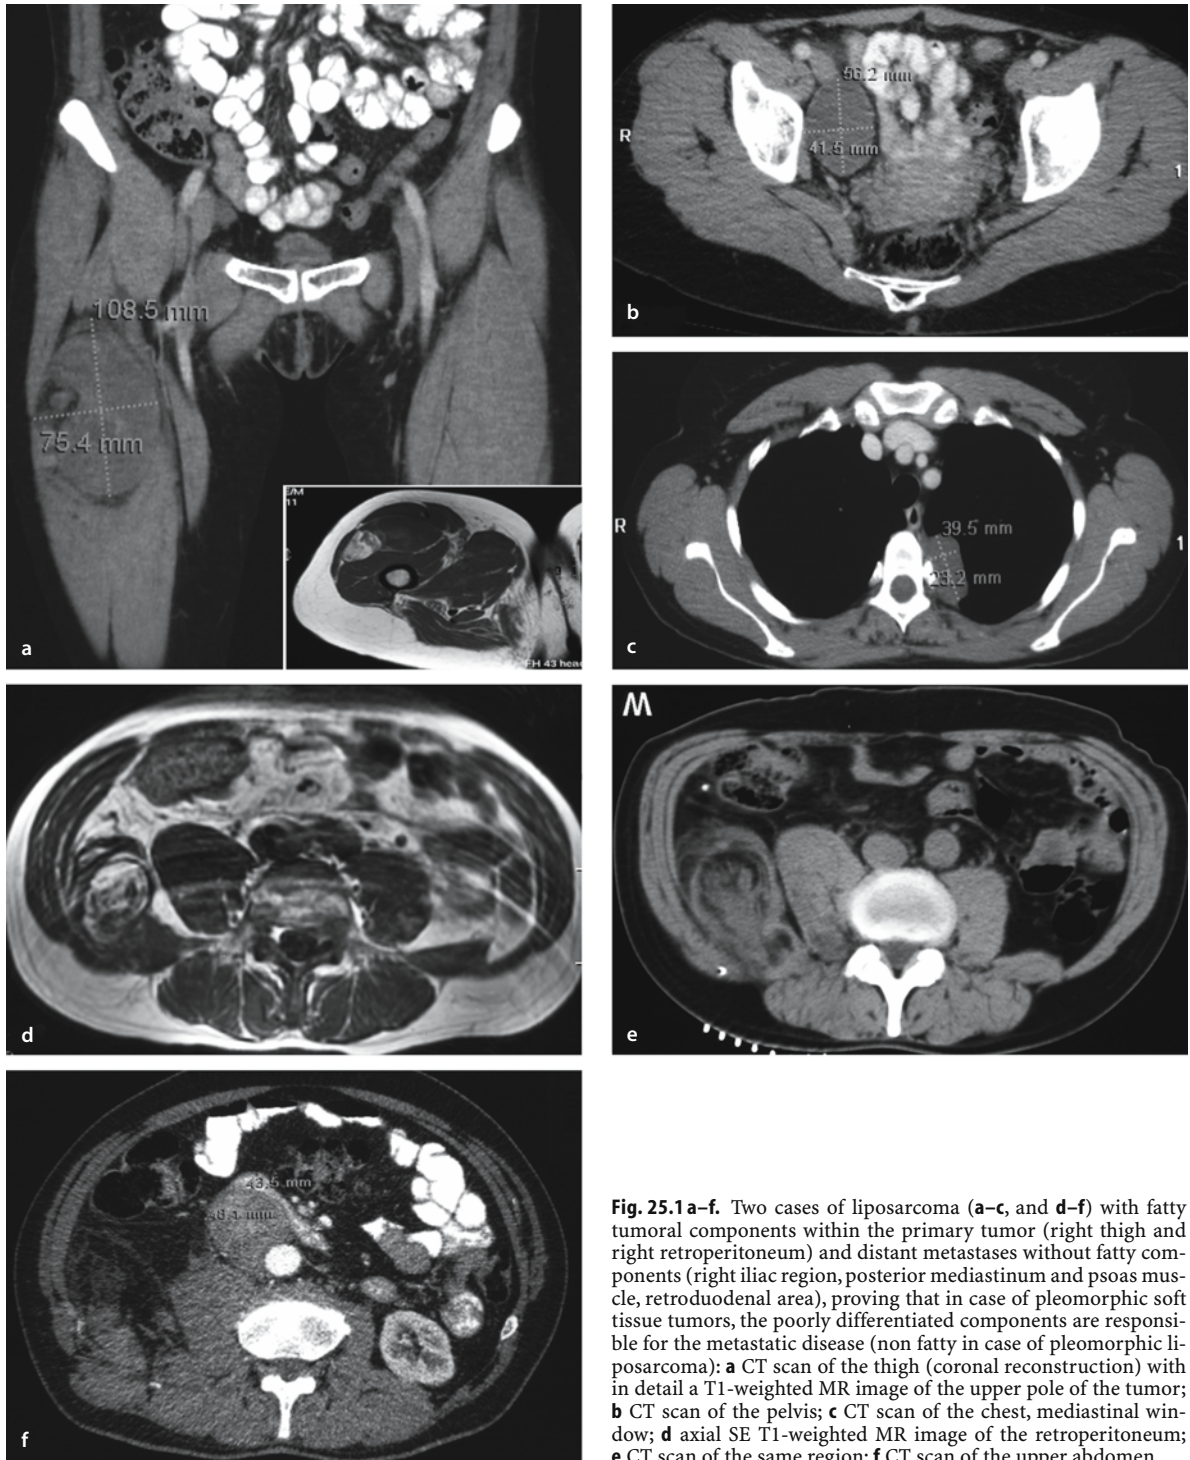 108.5 mm
75.4 mm
E/M
11
FH 43 head
a
56.2 mm
41.5 mm
R
1
b
39.5 mm
mm
R
1
c
d
M
e
43.5 mm
mm
f
Fig. 25.1 a–f. Two cases of liposarcoma (a–c, and d–f) with fatty
tumoral components within the primary tumor (right thigh and
right retroperitoneum) and distant metastases without fatty com-
ponents (right iliac region, posterior mediastinum and psoas mus-
cle, retroduodenal area), proving that in case of pleomorphic soft
tissue tumors, the poorly differentiated components are responsi-
ble for the metastatic disease (non fatty in case of pleomorphic li-
posarcoma): a CT scan of the thigh (coronal reconstruction) with
in detail a T1-weighted MR image of the upper pole of the tumor;
b CT scan of the pelvis; c CT scan of the chest, mediastinal win-
dow; d axial SE T1-weighted MR image of the retroperitoneum;
e CT scan of the same region; f CT scan of the upper abdomen